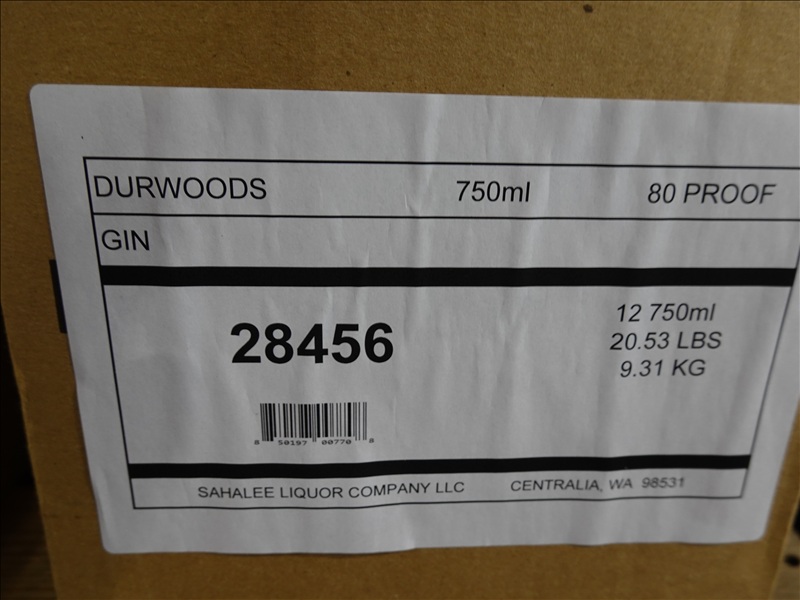 DURWOODS 750ml 80 PROOF
GIN
28456
12 750ml
20.53 LBS
9.31 KG
8 50197 00770 8
SAHALEE LIQUOR COMPANY LLC CENTRALIA, WA 98531